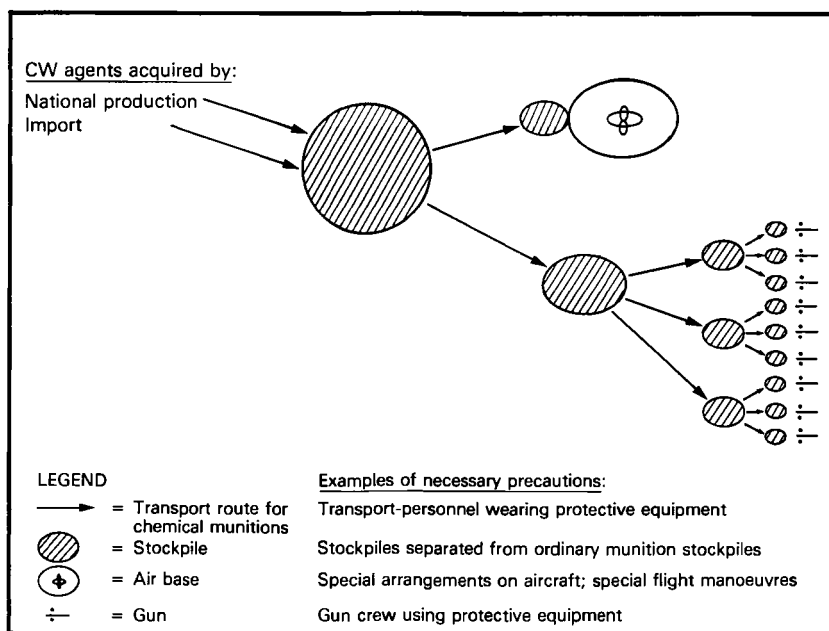 CW agents acquired by:
National production
Import
LEGEND
Examples of necessary precautions:
= Transport route for
chemical munitions
Transport-personnel wearing protective equipment
= Stockpile
Stockpiles separated from ordinary munition stockpiles
= Air base
Special arrangements on aircraft; special flight manoeuvres
= Gun
Gun crew using protective equipment